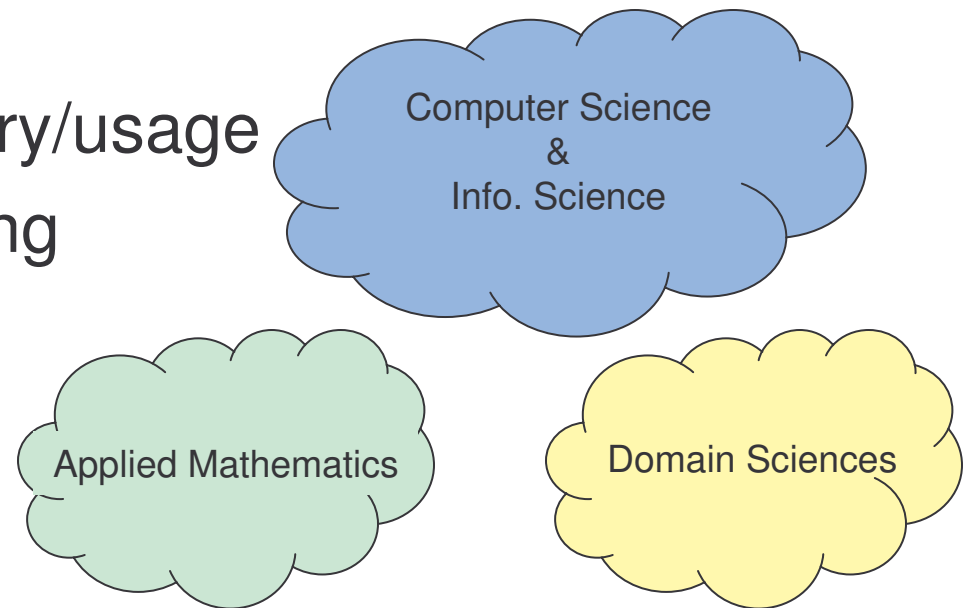 ry/usage
ng
Computer Science
&
Info. Science
Applied Mathematics
Domain Sciences